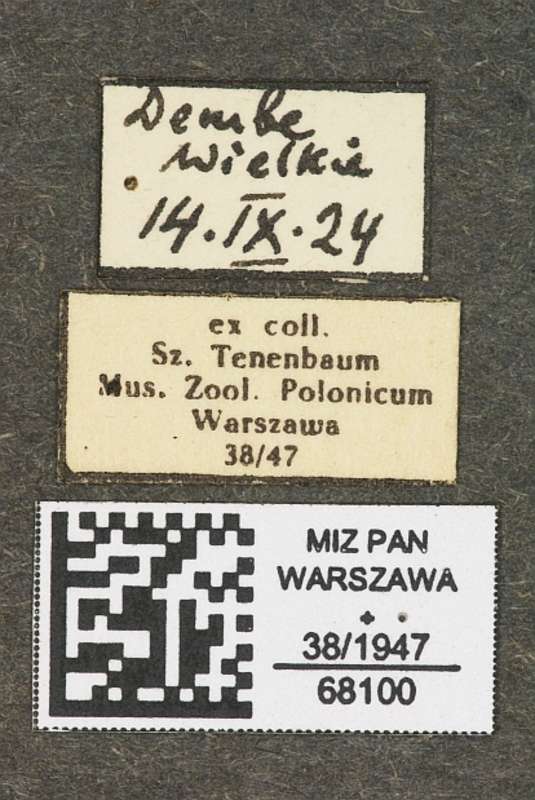 Dembe
Wielkie
14.IX.24
ex coll.
Sz. Tenenbaum
Mus. Zool. Polonicum
Warszawa
38/47
MIZ PAN
WARSZAWA
38/1947
68100